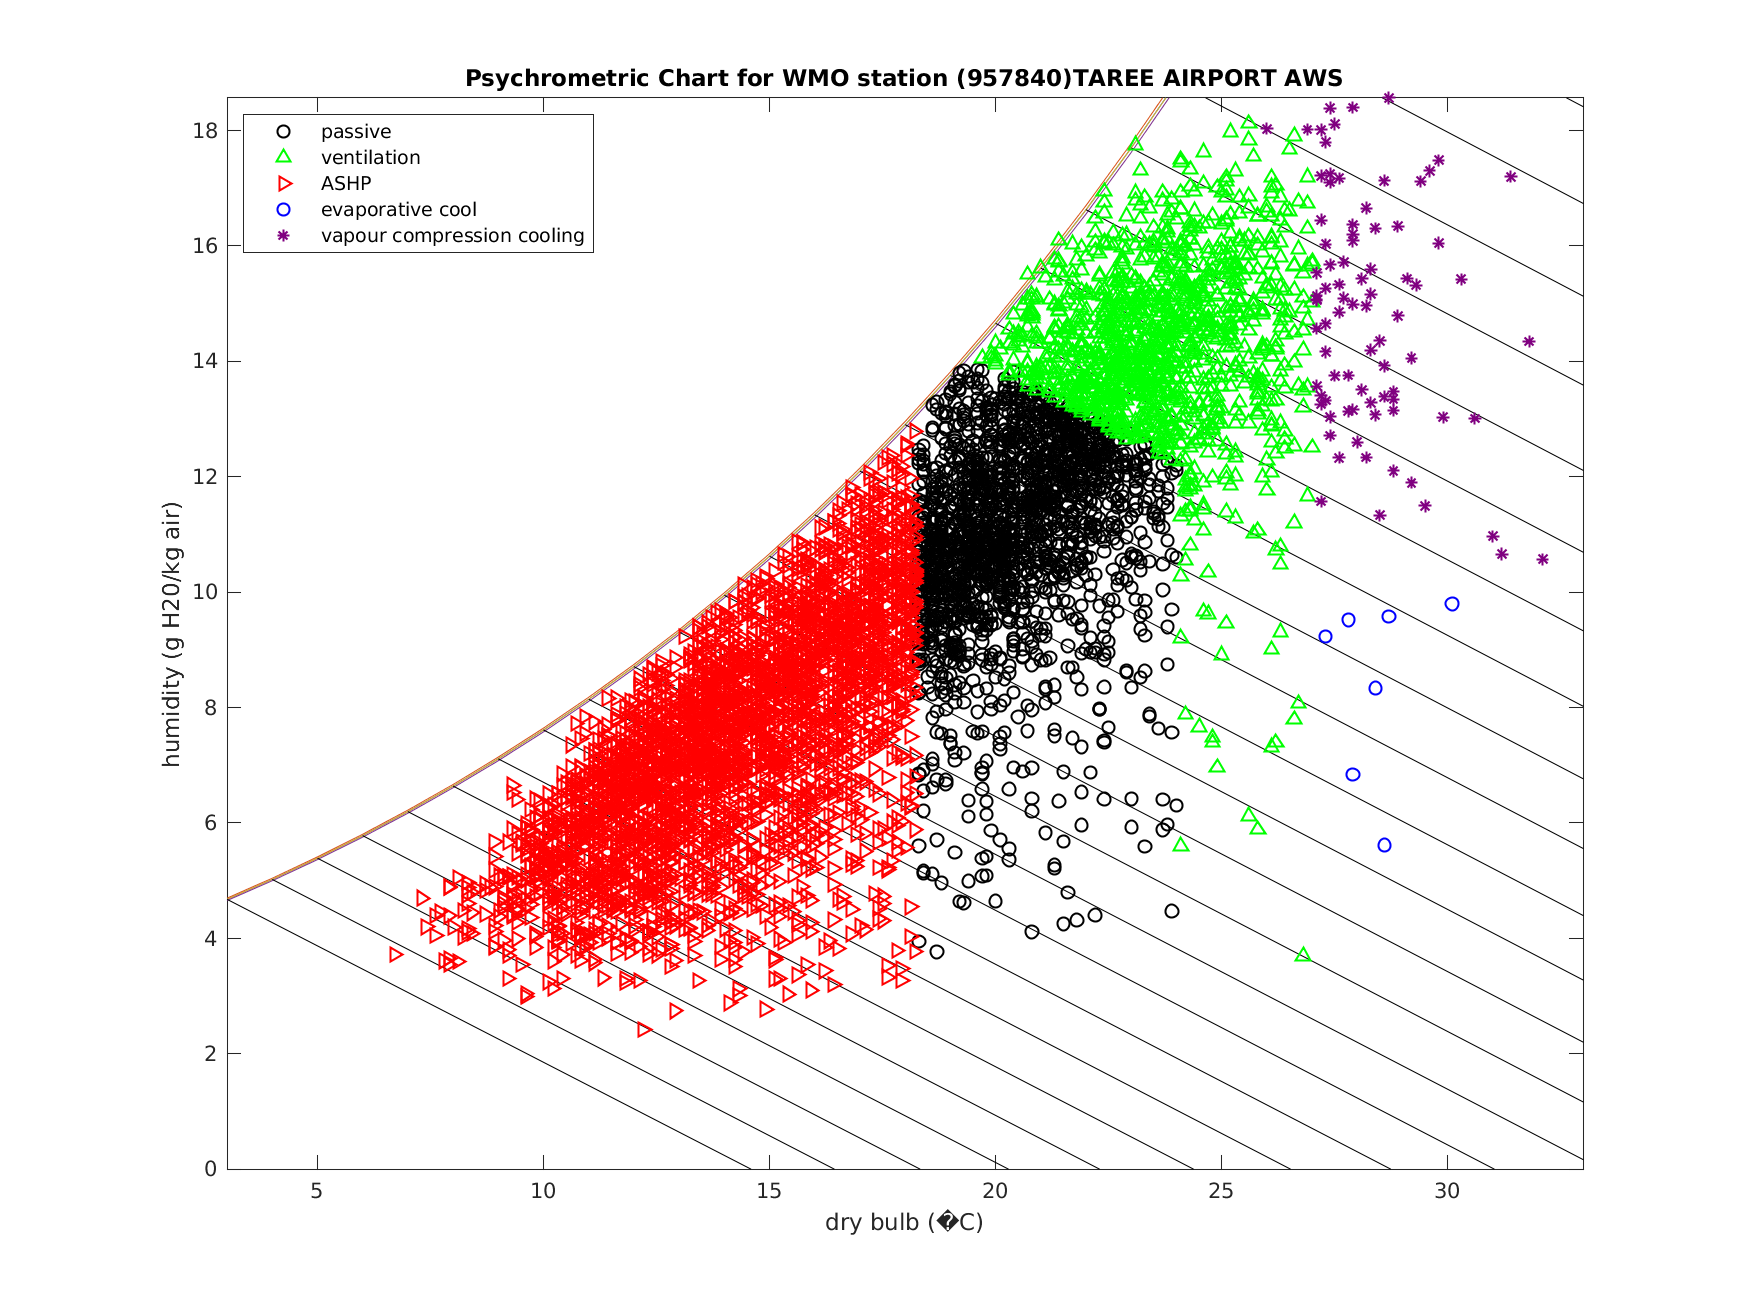 Psychrometric Chart for WMO station (957840)TAREE AIRPORT AWS
passive
ventilation
ASHP
evaporative cool
vapour compression cooling
18
16
14
12
10
8
6
4
2
0
humidity (g H20/kg air)
5 10 15 20 25 30
dry bulb (�C)